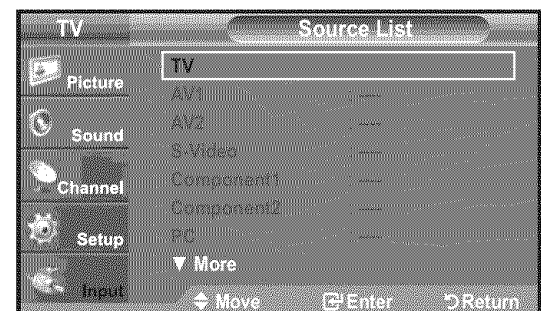 TV
Source List
Picture
Sound
Channel
Setup
Input
TV
AV1 : ----
AV2 : ----
S-Video : ----
Component1 : ----
Component2 : ----
PC : ----
▼ More
Move Enter Return